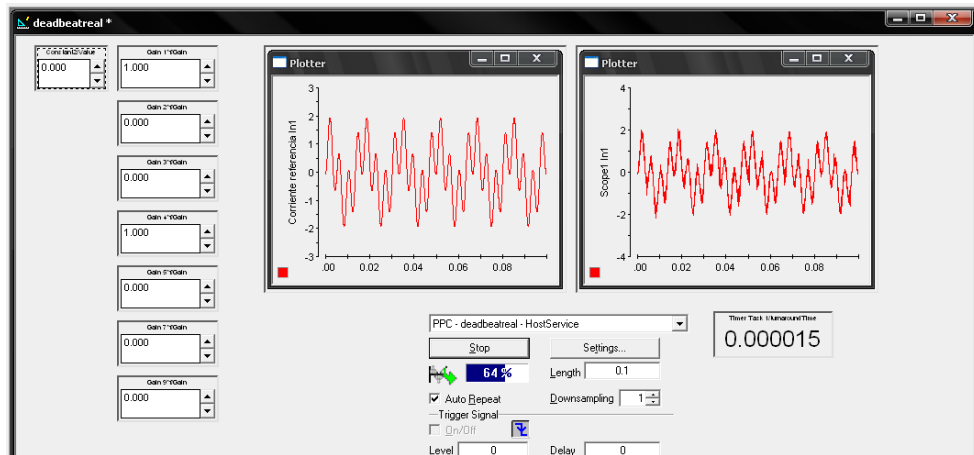 deadbeatreal *
Constant2/Value
0.000
Gain 1°/Gain
1.000
Gain 2°/Gain
0.000
Gain 3°/Gain
0.000
Gain 4°/Gain
1.000
Gain 5°/Gain
0.000
Gain 7°/Gain
0.000
Gain 9°/Gain
0.000
Plotter
Corriente referencia In1
3
2
1
0
-1
-2
-3
.00 0.02 0.04 0.06 0.08
Plotter
Scope1 In1
4
2
0
-2
-4
.00 0.02 0.04 0.06 0.08
PPC - deadbeatreal - HostService
Stop
Settings...
64 %
Length 0.1
Auto Repeat
Downsampling 1
Trigger Signal
On/Off
Level 0
Delay 0
Timer Task 1/turnaroundTime
0.000015